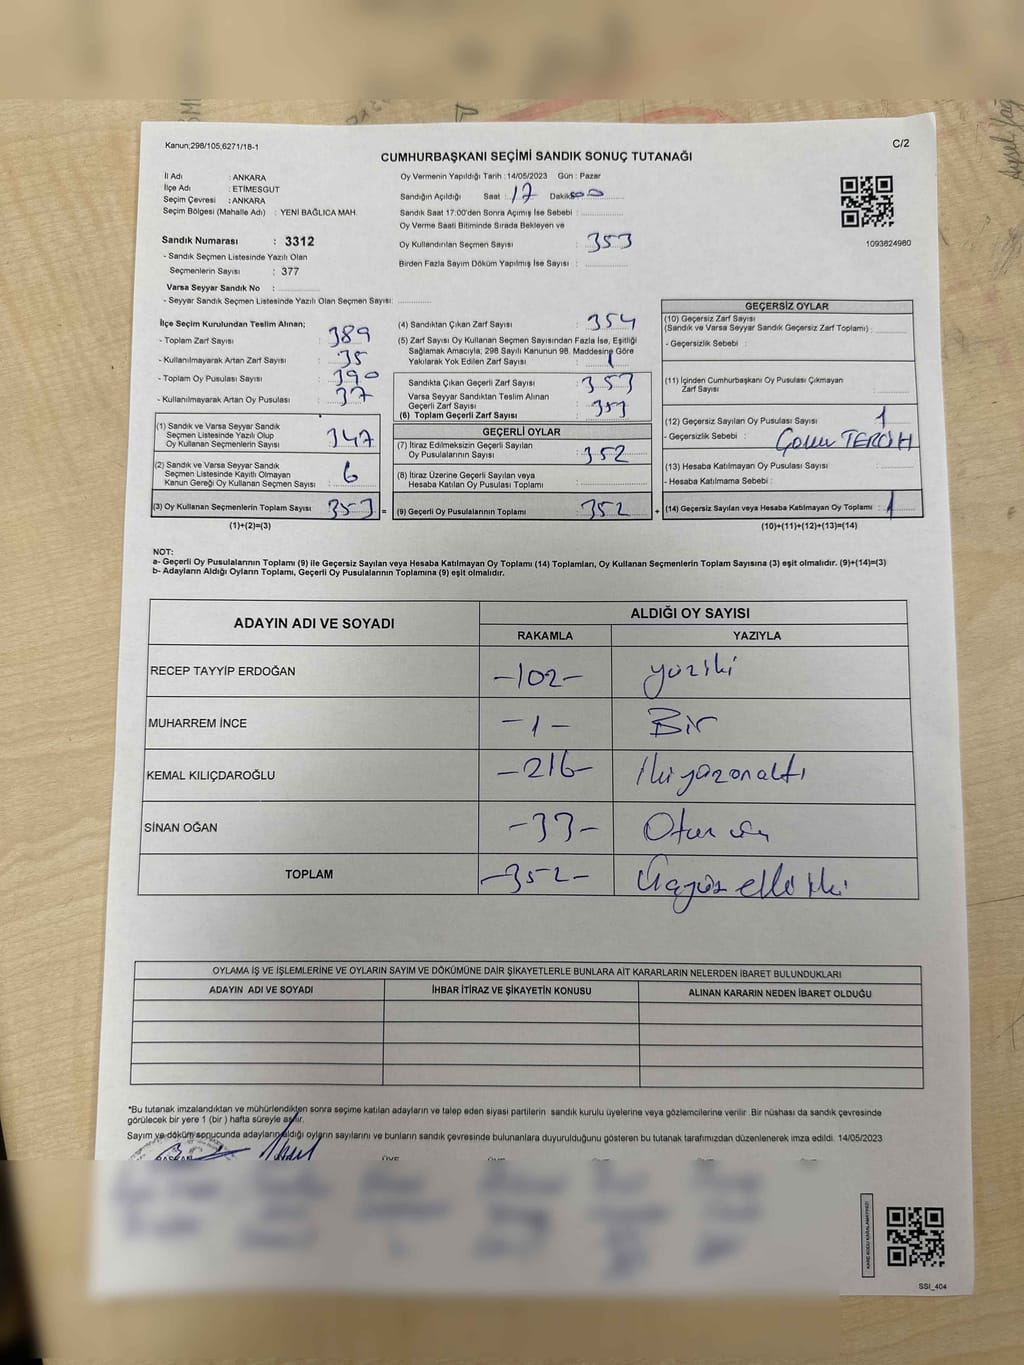 Kanun;298/105,6271/18-1
C/2
CUMHURBAŞKANI SEÇİMİ SANDIK SONUÇ TUTANAĞI
İl Adı : ANKARA
İlçe Adı : ETİMESGUT
Seçim Çevresi : ANKARA
Seçim Bölgesi (Mahalle Adı) : YENİ BAĞLICA MAH.
Sandık Numarası : 3312
- Sandık Seçmen Listesinde Yazılı Olan
Seçmenlerin Sayısı : 377
Varsa Seyyar Sandık No :
- Seyyar Sandık Seçmen Listesinde Yazılı Olan Seçmen Sayısı:
Oy Vermenin Yapıldığı Tarih : 14/05/2023 Gün : Pazar
Sandığın Açıldığı Saat : 17 Dakika: 00
Sandık Saat 17:00'den Sonra Açımış İse Sebebi :
Oy Verme Saati Bitiminde Sırada Bekleyen ve
Oy Kullandırılan Seçmen Sayısı : 353
Birden Fazla Sayım Döküm Yapılmış İse Sayısı :
1093824980
İlçe Seçim Kurulundan Teslim Alınan;
- Toplam Zarf Sayısı : 389
- Kullanılmayarak Artan Zarf Sayısı : 35
- Toplam Oy Pusulası Sayısı : 390
- Kullanılmayarak Artan Oy Pusulası : 37
(1) Sandık ve Varsa Seyyar Sandık
Seçmen Listesinde Yazılı Olup
Oy Kullanan Seçmenlerin Sayısı : 347
(2) Sandık ve Varsa Seyyar Sandık
Seçmen Listesinde Kayıtlı Olmayan
Kanun Gereği Oy Kullanan Seçmen Sayısı : 6
(3) Oy Kullanan Seçmenlerin Toplam Sayısı : 353 =
(1)+(2)=(3)
(4) Sandıktan Çıkan Zarf Sayısı : 354
(5) Zarf Sayısı Oy Kullanan Seçmen Sayısından Fazla İse, Eşitliği
Sağlamak Amacıyla; 298 Sayılı Kanunun 98. Maddesine Göre
Yakılarak Yok Edilen Zarf Sayısı : 1
Sandıkta Çıkan Geçerli Zarf Sayısı : 353
Varsa Seyyar Sandıktan Teslim Alınan
Geçerli Zarf Sayısı
(6) Toplam Geçerli Zarf Sayısı : 353
GEÇERLİ OYLAR
(7) İtiraz Edilmeksizin Geçerli Sayılan
Oy Pusulalarının Sayısı : 352
(8) İtiraz Üzerine Geçerli Sayılan veya
Hesaba Katılan Oy Pusulası Toplamı :
(9) Geçerli Oy Pusulalarının Toplamı : 352 +
GEÇERSİZ OYLAR
(10) Geçersiz Zarf Sayısı
(Sandık ve Varsa Seyyar Sandık Geçersiz Zarf Toplamı) :
- Geçersizlik Sebebi :
(11) İçinden Cumhurbaşkanı Oy Pusulası Çıkmayan
Zarf Sayısı :
(12) Geçersiz Sayılan Oy Pusulası Sayısı : 1
- Geçersizlik Sebebi : TERCİH
(13) Hesaba Katılmayan Oy Pusulası Sayısı :
- Hesaba Katılmama Sebebi :
(14) Geçersiz Sayılan veya Hesaba Katılmayan Oy Toplamı : 1
(10)+(11)+(12)+(13)=(14)
NOT:
a- Geçerli Oy Pusulalarının Toplamı (9) ile Geçersiz Sayılan veya Hesaba Katılmayan Oy Toplamı (14) Toplamları, Oy Kullanan Seçmenlerin Toplam Sayısına (3) eşit olmalıdır. (9)+(14)=(3)
b- Adayların Aldığı Oyların Toplamı, Geçerli Oy Pusulalarının Toplamına (9) eşit olmalıdır.
ADAYIN ADI VE SOYADI ALDIĞI OY SAYISI
RAKAMLA YAZIYLA
RECEP TAYYİP ERDOĞAN -102- yüziki
MUHARREM İNCE -1- Bir
KEMAL KILIÇDAROĞLU -216- ikiyüzonaltı
SİNAN OĞAN -33- Otuz üç
TOPLAM -352- Üçyüz elli iki
OYLAMA İŞ VE İŞLEMLERİNE VE OYLARIN SAYIM VE DÖKÜMÜNE DAİR ŞİKAYETLERLE BUNLARA AİT KARARLARIN NELERDEN İBARET BULUNDUKLARI
ADAYIN ADI VE SOYADI İHBAR İTİRAZ VE ŞİKAYETİN KONUSU ALINAN KARARIN NEDEN İBARET OLDUĞU
*Bu tutanak imzalandıktan ve mühürlendikten sonra seçime katılan adayların ve talep eden siyasi partilerin sandık kurulu üyelerine veya gözlemcilerine verilir .Bir nüshası da sandık çevresinde
görülecek bir yere 1 (bir ) hafta süreyle asılır.
Sayım ve döküm sonucunda adayların aldığı oyların sayılarını ve bunların sandık çevresinde bulunanlara duyurulduğunu gösteren bu tutanak tarafımızdan düzenlenerek imza edildi. 14/05/2023
BAŞKAN ÜYE
SSI_404